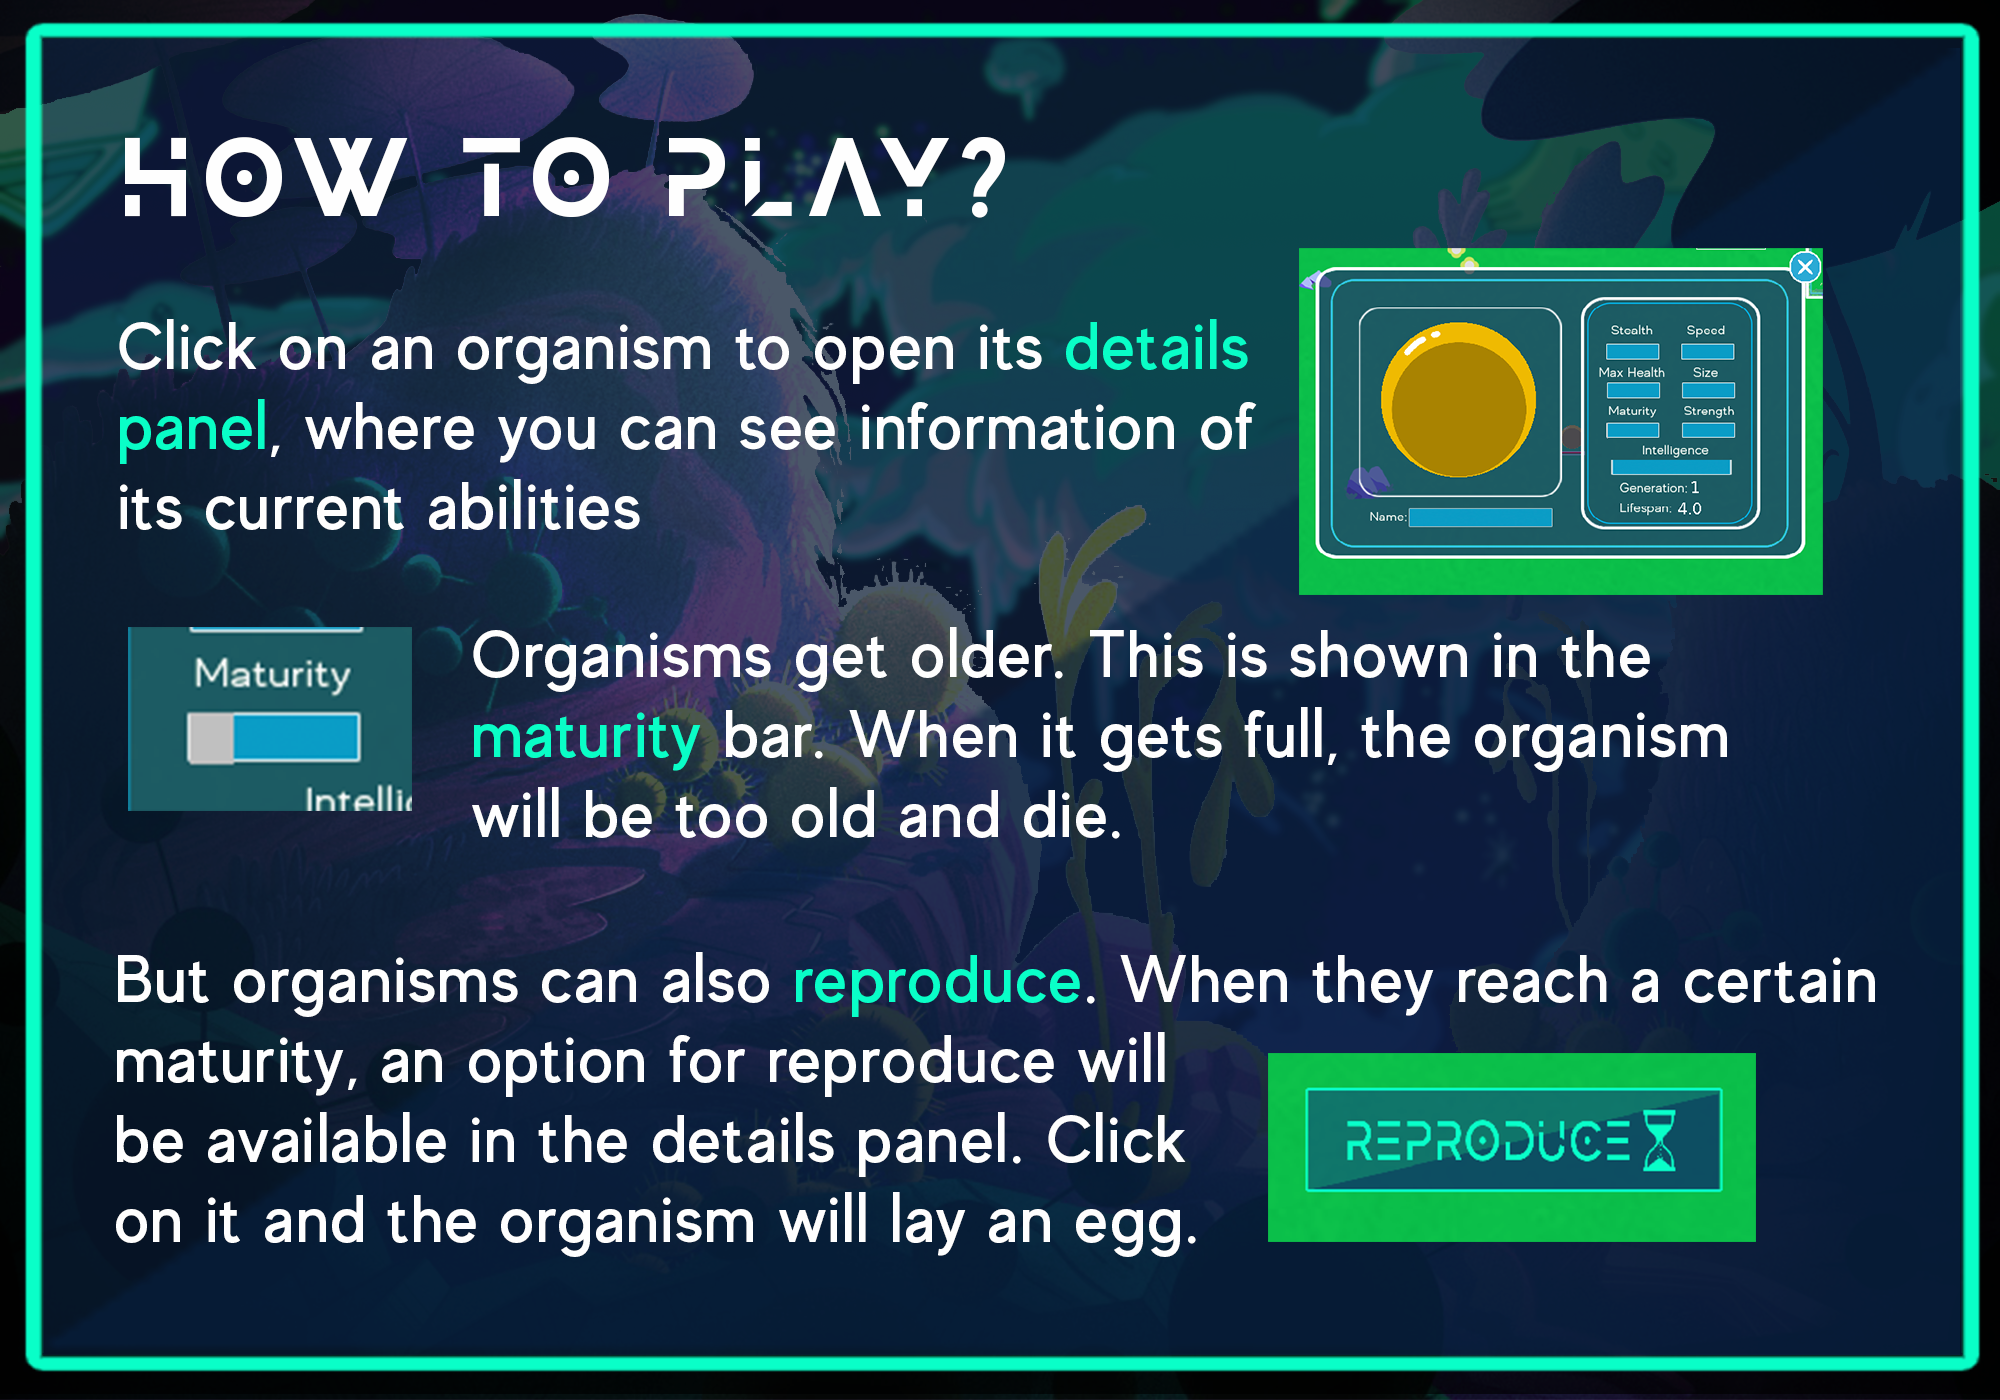 HOW TO PLAY?
Click on an organism to open its details
panel, where you can see information of
its current abilities
Stealth Speed
Max Health Size
Maturity Strength
Intelligence
Generation: 1
Lifespan: 4.0
Name:
Maturity
Intellig
Organisms get older. This is shown in the
maturity bar. When it gets full, the organism
will be too old and die.
But organisms can also reproduce. When they reach a certain
maturity, an option for reproduce will
be available in the details panel. Click
on it and the organism will lay an egg.
REPRODUCE